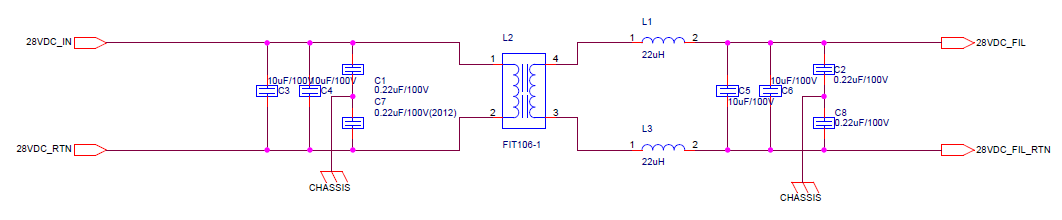 28VDC_IN
28VDC_RTN
10uF/100V
C3
10uF/100V
C4
C1
0.22uF/100V
C7
0.22uF/100V(2012)
CHASSIS
L2
1
2
4
3
FIT106-1
L1
1
2
22uH
L3
1
2
22uH
C5
10uF/100V
10uF/100V
C6
C2
0.22uF/100V
C8
0.22uF/100V
CHASSIS
28VDC_FIL
28VDC_FIL_RTN